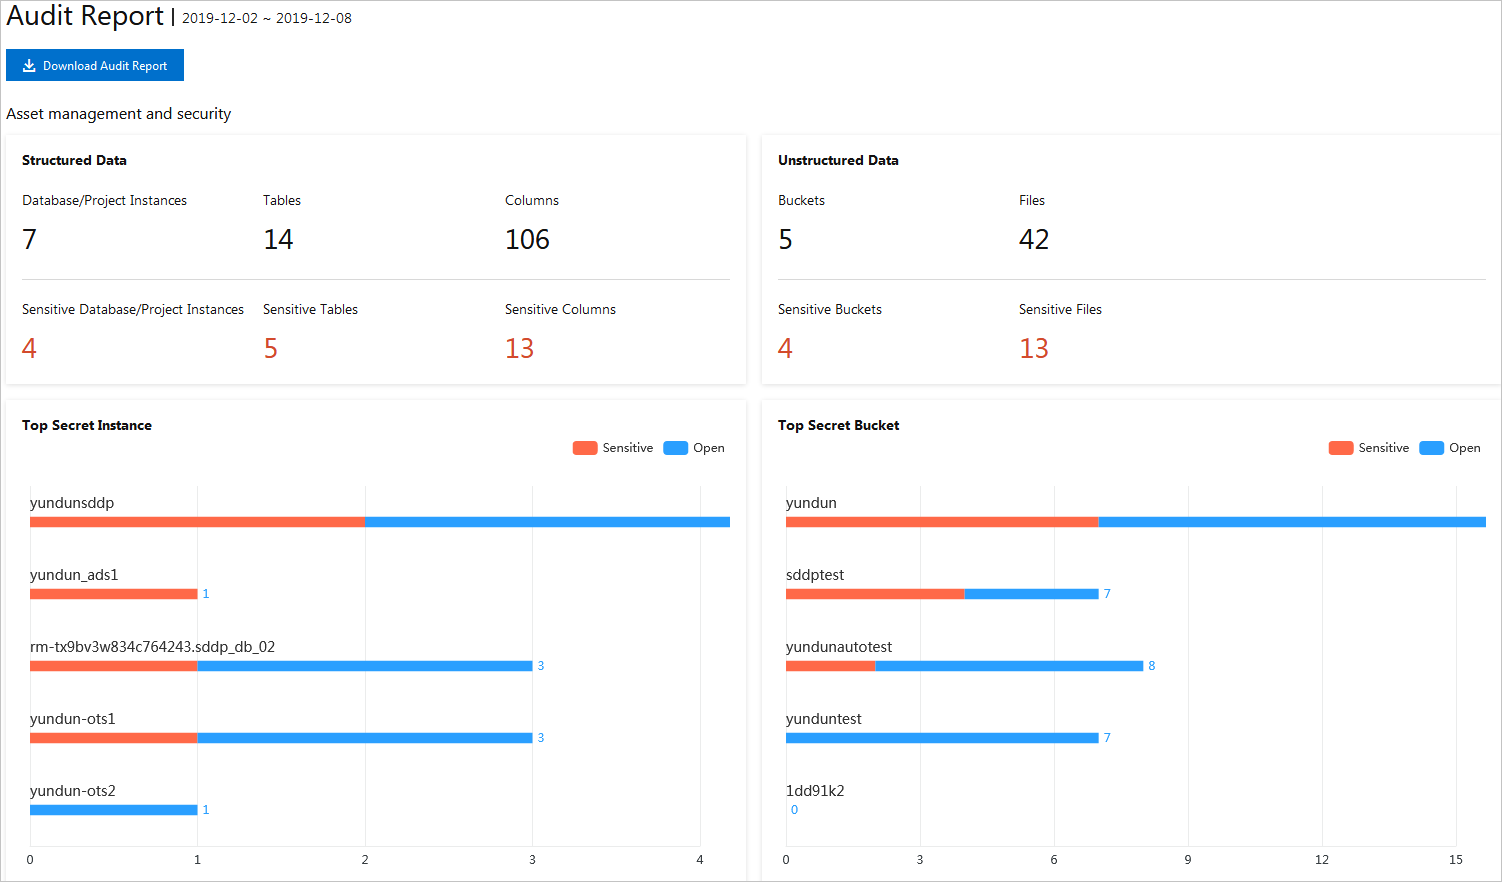 Audit Report | 2019-12-02 ~ 2019-12-08
Download Audit Report
Asset management and security
Structured Data
Database/Project Instances Tables Columns
7 14 106
Sensitive Database/Project Instances Sensitive Tables Sensitive Columns
4 5 13
Unstructured Data
Buckets Files
5 42
Sensitive Buckets Sensitive Files
4 13
Top Secret Instance
Sensitive Open
yundunsddp
yundun_ads1
1
rm-tx9bv3w834c764243.sddp_db_02
3
yundun-ots1
3
yundun-ots2
1
0 1 2 3 4
Top Secret Bucket
Sensitive Open
yundun
sddptest
7
yundunautotest
8
yunduntest
7
1dd91k2
0
0 3 6 9 12 15